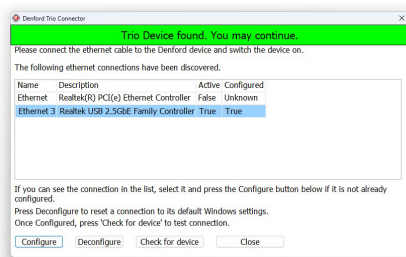 Denford Trio Connector
Trio Device found. You may continue.
Please connect the ethernet cable to the Denford device and switch the device on.
The following ethernet connections have been discovered.
Name Description Active Configured
Ethernet Realtek(R) PCI(e) Ethernet Controller False Unknown
Ethernet 3 Realtek USB 2.5GbE Family Controller True True
If you can see the connection in the list, select it and press the Configure button below if it is not already
configured.
Press Deconfigure to reset a connection to its default Windows settings.
Once Configured, press 'Check for device' to test connection.
Configure Deconfigure Check for device Close